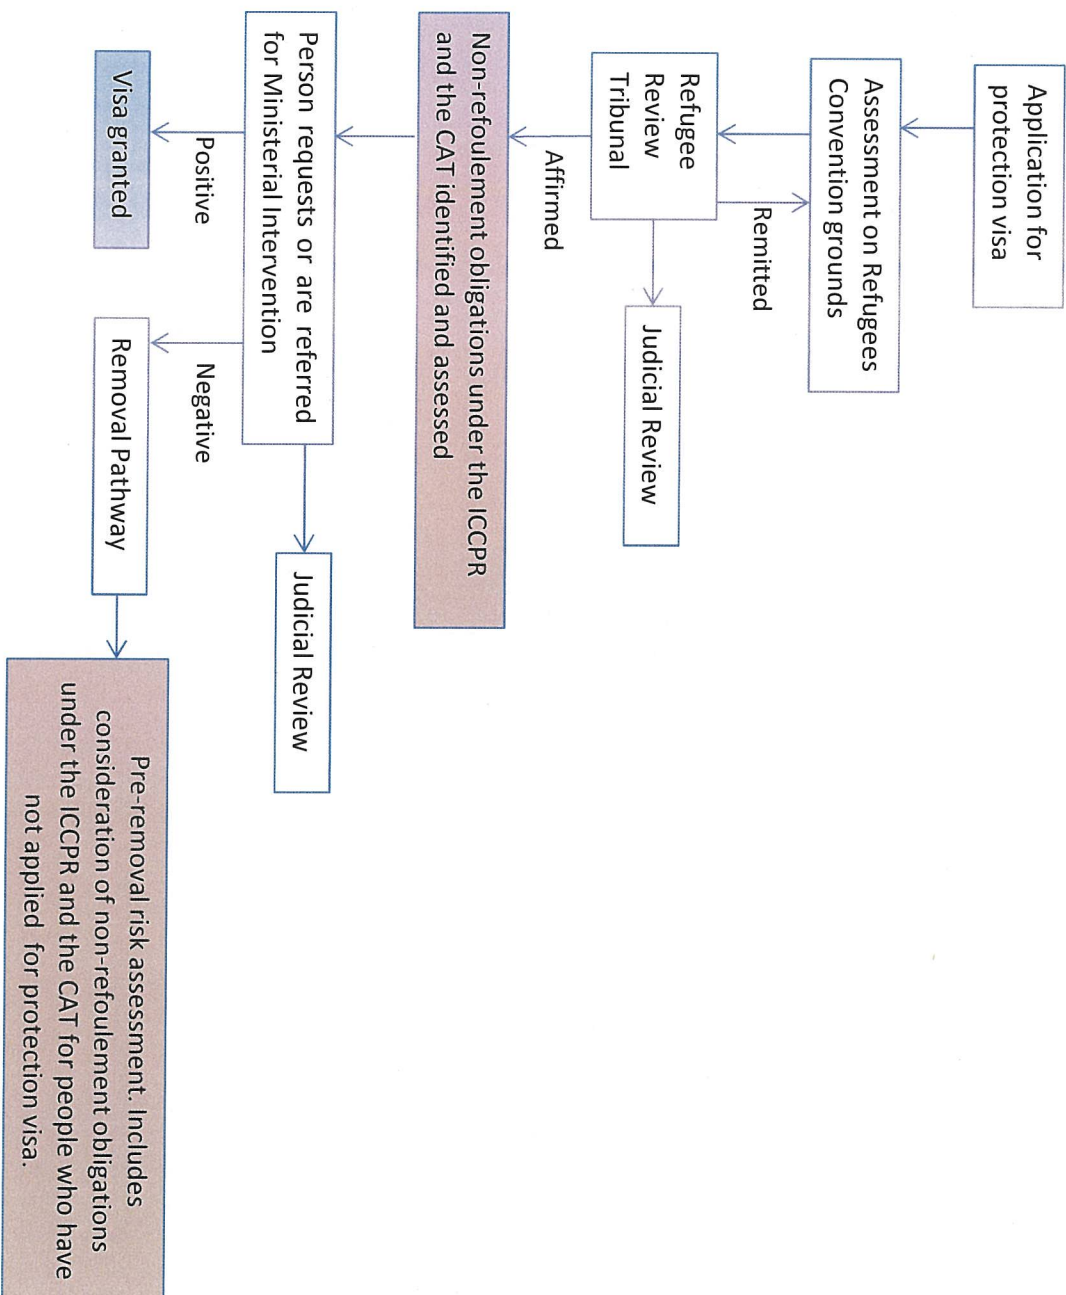 Application for
protection visa
Assessment on Refugees
Convention grounds
Remitted
Refugee
Review
Tribunal
Judicial Review
Affirmed
Non-refoulement obligations under the ICCPR
and the CAT identified and assessed
Person requests or are referred
for Ministerial Intervention
Judicial Review
Positive
Negative
Visa granted
Removal Pathway
Pre-removal risk assessment. Includes
consideration of non-refoulement obligations
under the ICCPR and the CAT for people who have
not applied for protection visa.